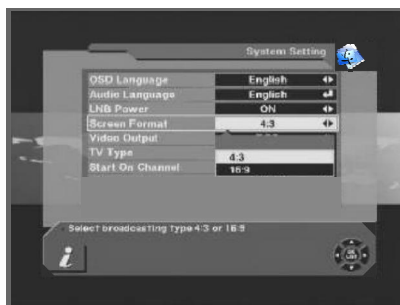 System Setting
OSD Language English
Audio Language English
LNB Power ON
Screen Format 4:3
Video Output
TV Type 4:3
Start On Channel 16:9
Select broadcasting type 4:3 or 16:9
i